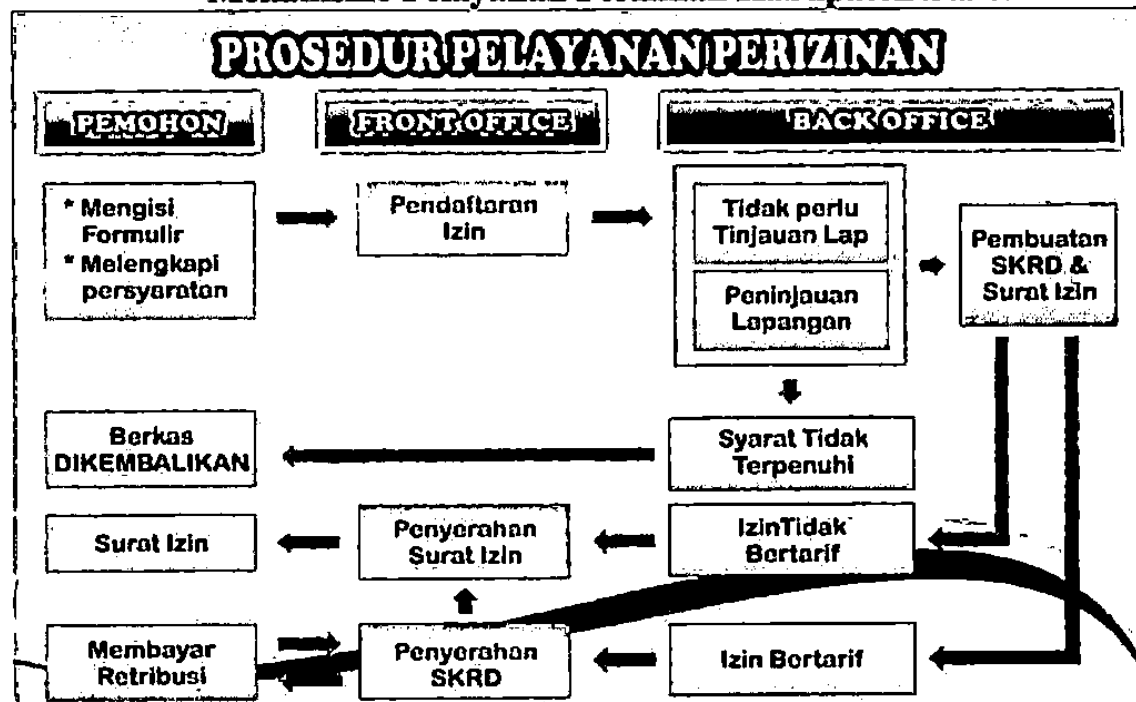 PROSEDUR PELAYANAN PERIZINAN
PEMOHON
FRONT OFFICE
BACK OFFICE
* Mengisi
Formulir
* Melengkapi
persyaratan
Pendaftaran
Izin
Tidak perlu
Tinjauan Lap
Peninjauan
Lapangan
Pembuatan
SKRD &
Surat Izin
Berkas
DIKEMBALIKAN
Syarat Tidak
Terpenuhi
Surat Izin
Penyerahan
Surat Izin
Izin Tidak
Bertarif
Membayar
Retribusi
Penyerahan
SKRD
Izin Bertarif